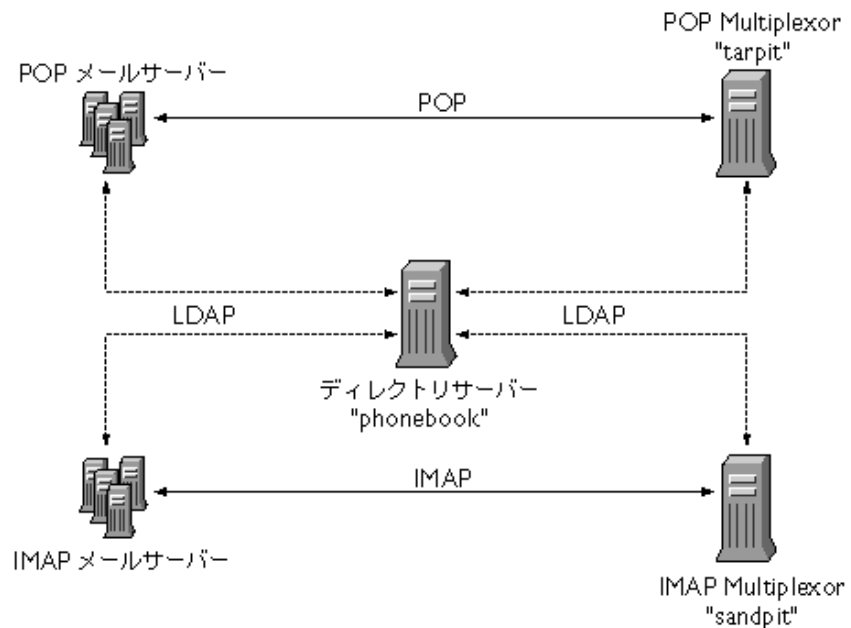 POP Multiplexor
"tarpit"
POP メールサーバー
POP
LDAP
LDAP
ディレクトリサーバー
"phonebook"
IMAP
IMAP メールサーバー
IMAP Multiplexor
"sandpit"